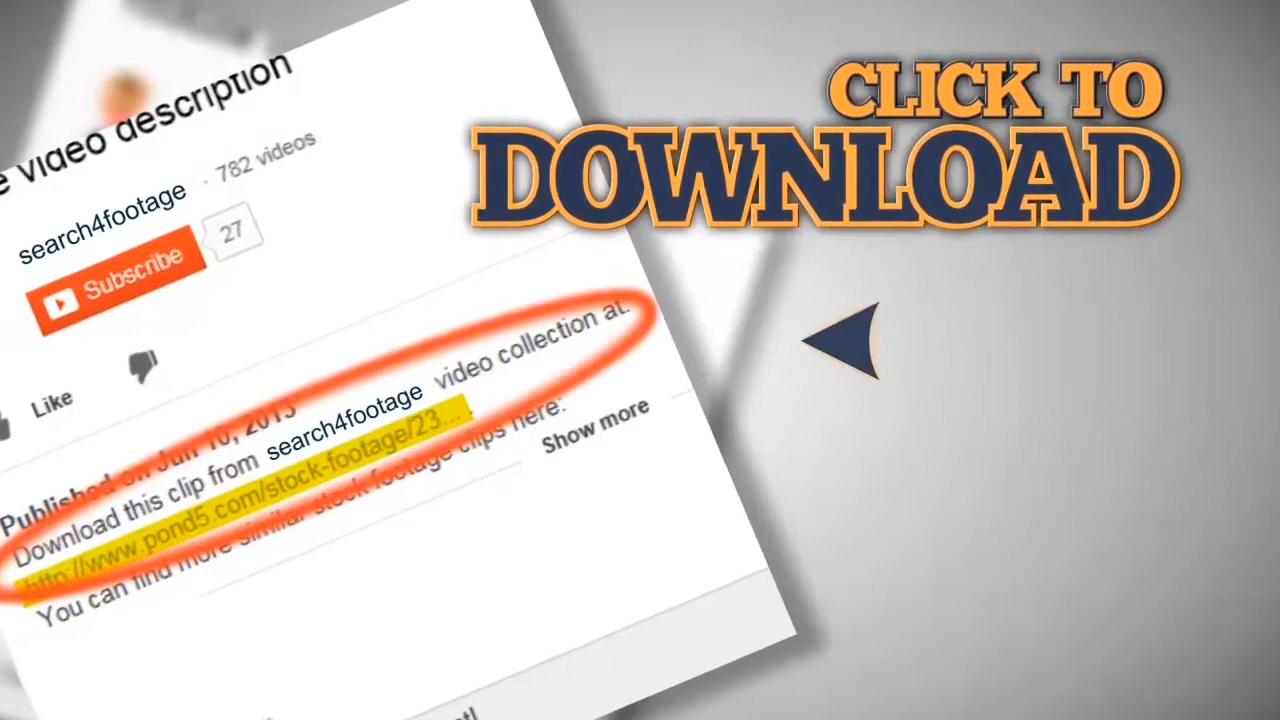 CLICK TO
DOWNLOAD
video description
search4footage · 782 videos
Subscribe 27
Like
Published on Jun 10, 2013
Download this clip from search4footage video collection at:
http://www.pond5.com/stock-footage/23...
You can find more similar stock footage clips here:
Show more